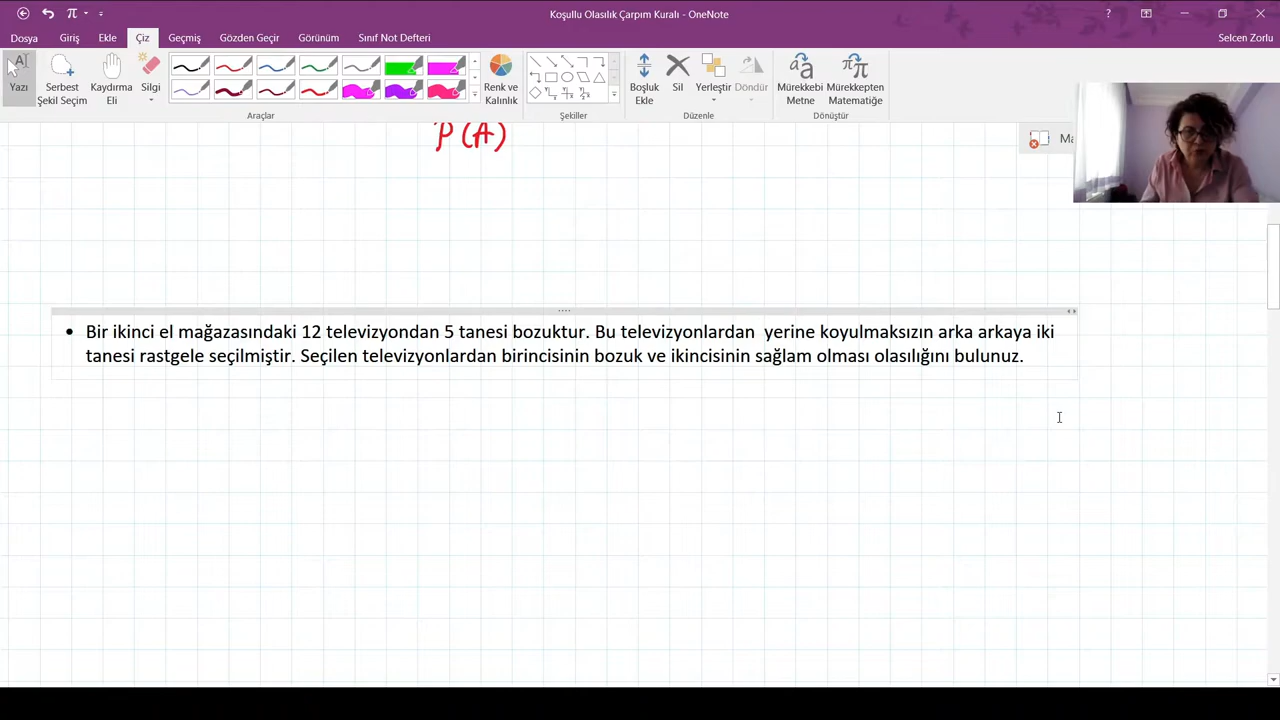 Koşullu Olasılık Çarpım Kuralı - OneNote
Dosya Giriş Ekle Çiz Geçmiş Gözden Geçir Görünüm Sınıf Not Defteri Selcen Zorlu
Yazı
Serbest Şekil Seçim
Kaydırma Eli
Silgi
Renk ve Kalınlık
Boşluk Ekle
Sil
Yerleştir
Döndür
Mürekkebi Metne
Mürekkepten Matematiğe
Araçlar Şekiller Düzenle Dönüştür
P(A)
Ma
• Bir ikinci el mağazasındaki 12 televizyondan 5 tanesi bozuktur. Bu televizyonlardan yerine koyulmaksızın arka arkaya iki
tanesi rastgele seçilmiştir. Seçilen televizyonlardan birincisinin bozuk ve ikincisinin sağlam olması olasılığını bulunuz.